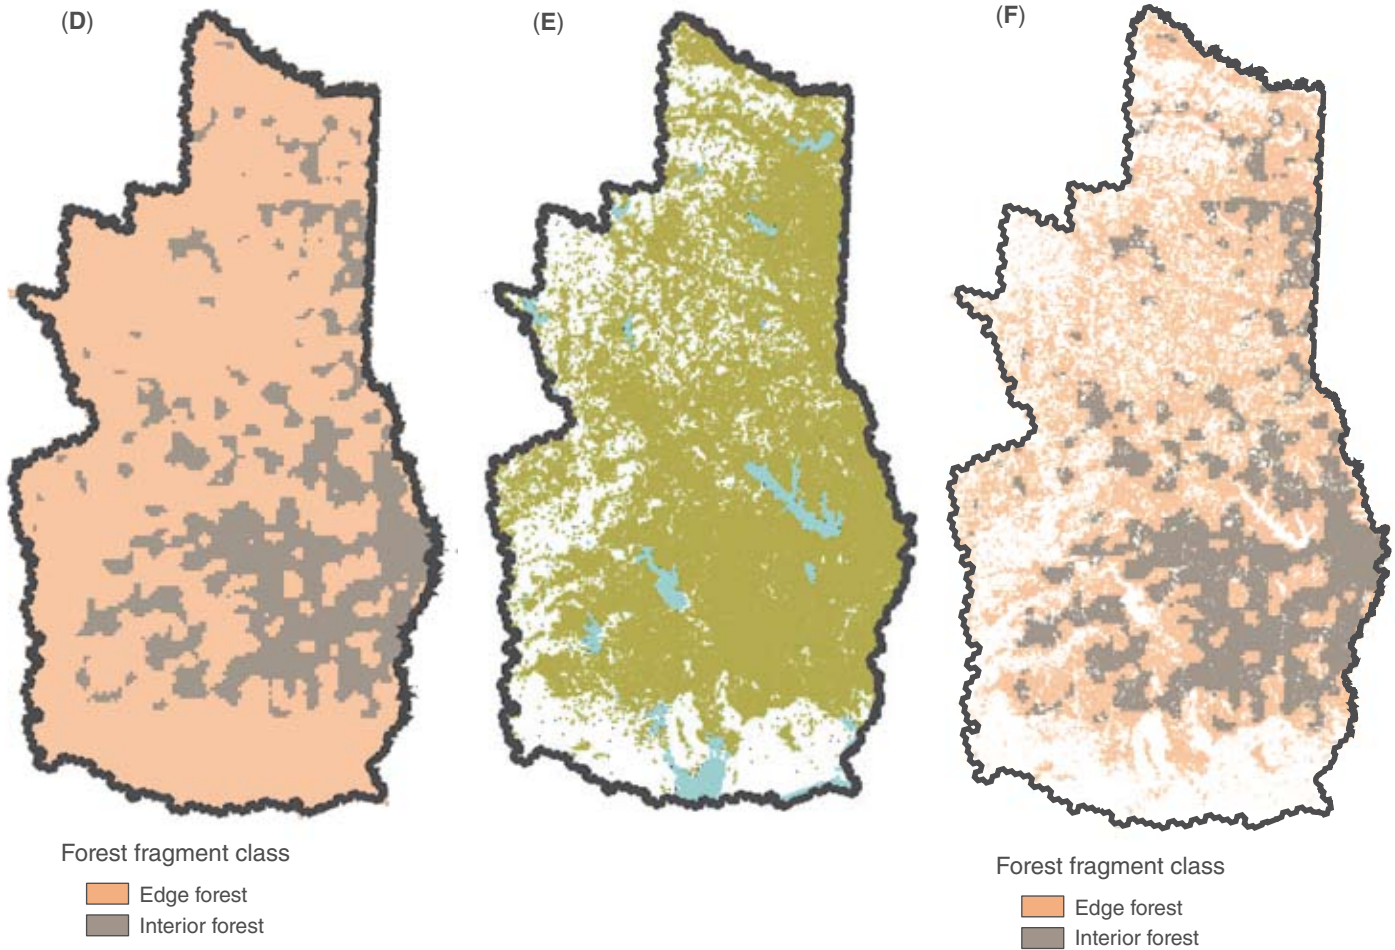 (D)
(E)
(F)
Forest fragment class
Edge forest
Interior forest
Forest fragment class
Edge forest
Interior forest